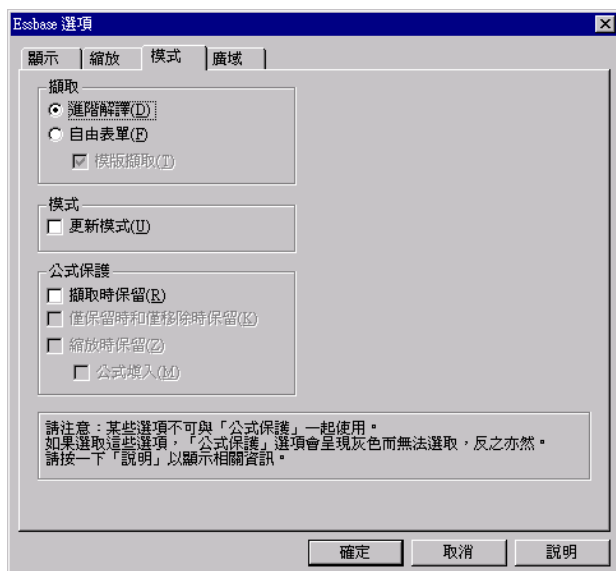 Essbase 選項
顯示 縮放 模式 廣域
擷取
進階解譯(D)
自由表單(F)
模版擷取(T)
模式
更新模式(U)
公式保護
擷取時保留(R)
僅保留時和僅移除時保留(K)
縮放時保留(Z)
公式填入(M)
請注意：某些選項不可與「公式保護」一起使用。
如果選取這些選項，「公式保護」選項會呈現灰色而無法選取，反之亦然。
請按一下「說明」以顯示相關資訊。
確定 取消 說明